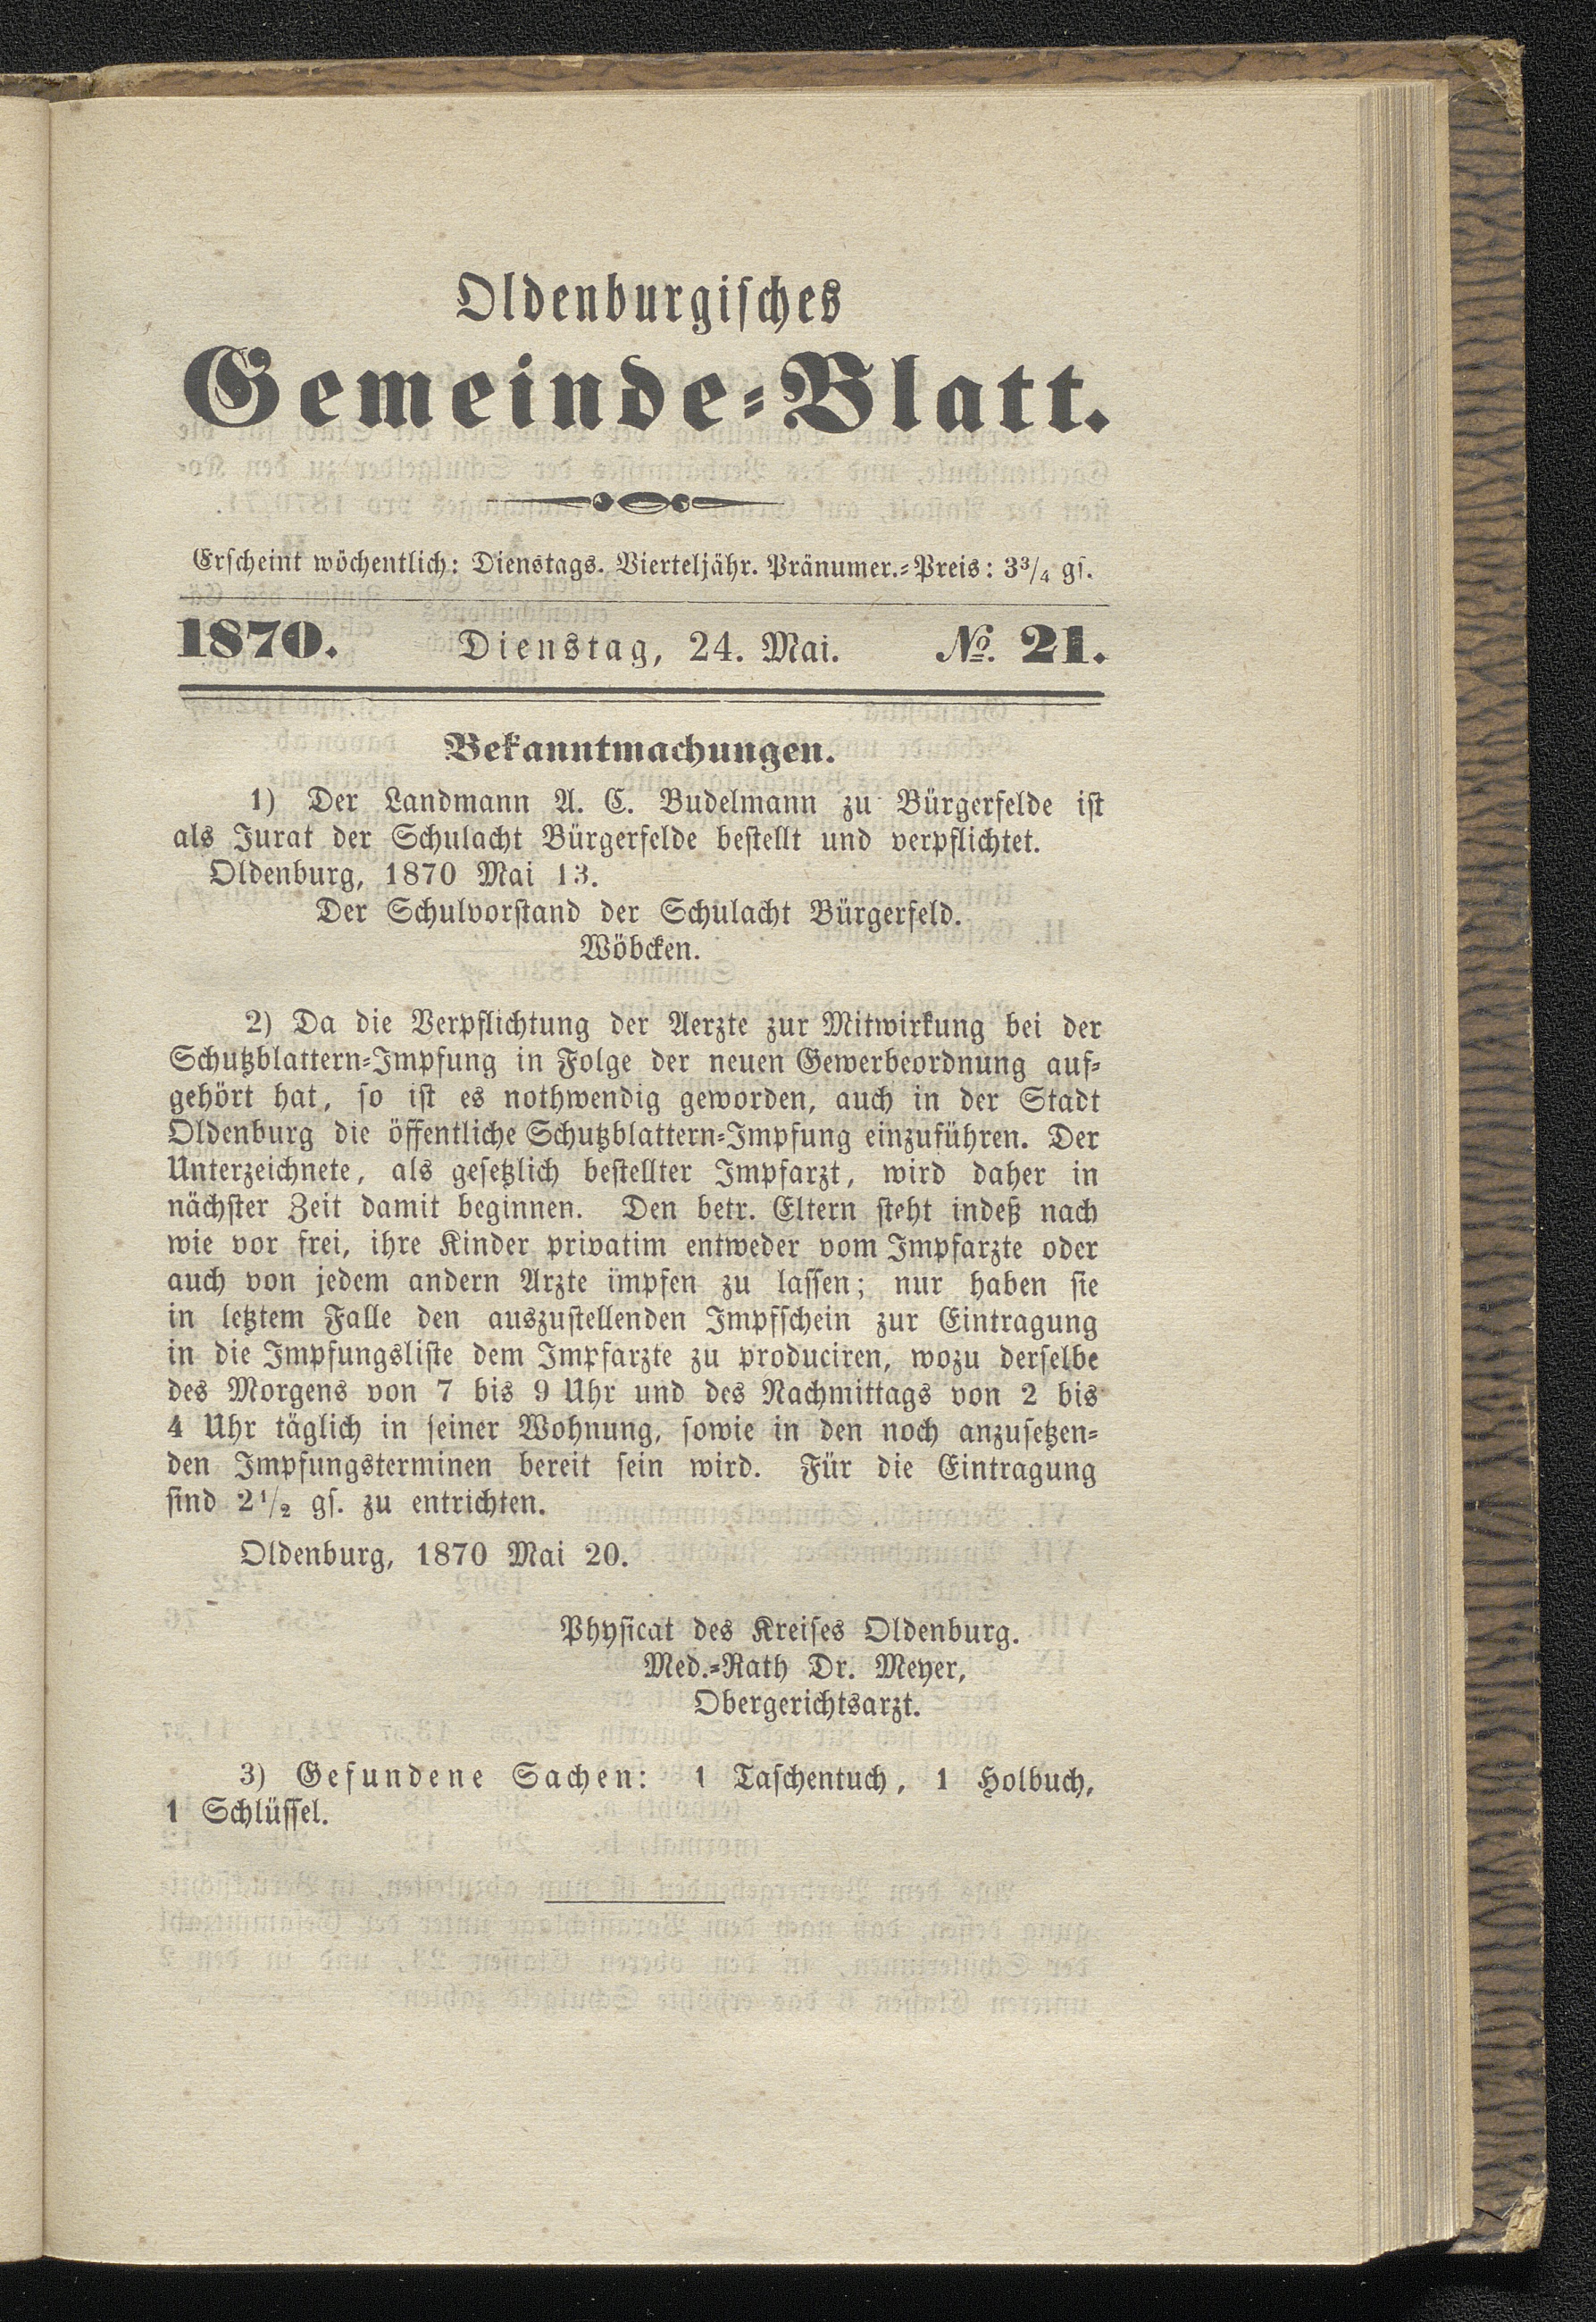 Oldenburgisches
Gemeinde-Blatt.
Erscheint wöchentlich: Dienstags. Vierteljähr. Pränumer.-Preis: 3³/₄ gs.
1870. Dienstag, 24. Mai. №. 21.
Bekanntmachungen.
1) Der Landmann A. C. Budelmann zu Bürgerfelde ist
als Jurat der Schulacht Bürgerfelde bestellt und verpflichtet.
Oldenburg, 1870 Mai 13.
Der Schulvorstand der Schulacht Bürgerfeld.
Wöbcken.
2) Da die Verpflichtung der Aerzte zur Mitwirkung bei der
Schutzblattern-Impfung in Folge der neuen Gewerbeordnung auf-
gehört hat, so ist es nothwendig geworden, auch in der Stadt
Oldenburg die öffentliche Schutzblattern-Impfung einzuführen. Der
Unterzeichnete, als gesetzlich bestellter Impfarzt, wird daher in
nächster Zeit damit beginnen. Den betr. Eltern steht indeß nach
wie vor frei, ihre Kinder privatim entweder vom Impfarzte oder
auch von jedem andern Arzte impfen zu lassen; nur haben sie
in letztem Falle den auszustellenden Impfschein zur Eintragung
in die Impfungsliste dem Impfarzte zu produciren, wozu derselbe
des Morgens von 7 bis 9 Uhr und des Nachmittags von 2 bis
4 Uhr täglich in seiner Wohnung, sowie in den noch anzusetzen-
den Impfungsterminen bereit sein wird. Für die Eintragung
sind 2¹/₂ gs. zu entrichten.
Oldenburg, 1870 Mai 20.
Physicat des Kreises Oldenburg.
Med.-Rath Dr. Meyer,
Obergerichtsarzt.
3) Gefundene Sachen: 1 Taschentuch, 1 Holbuch,
1 Schlüssel.